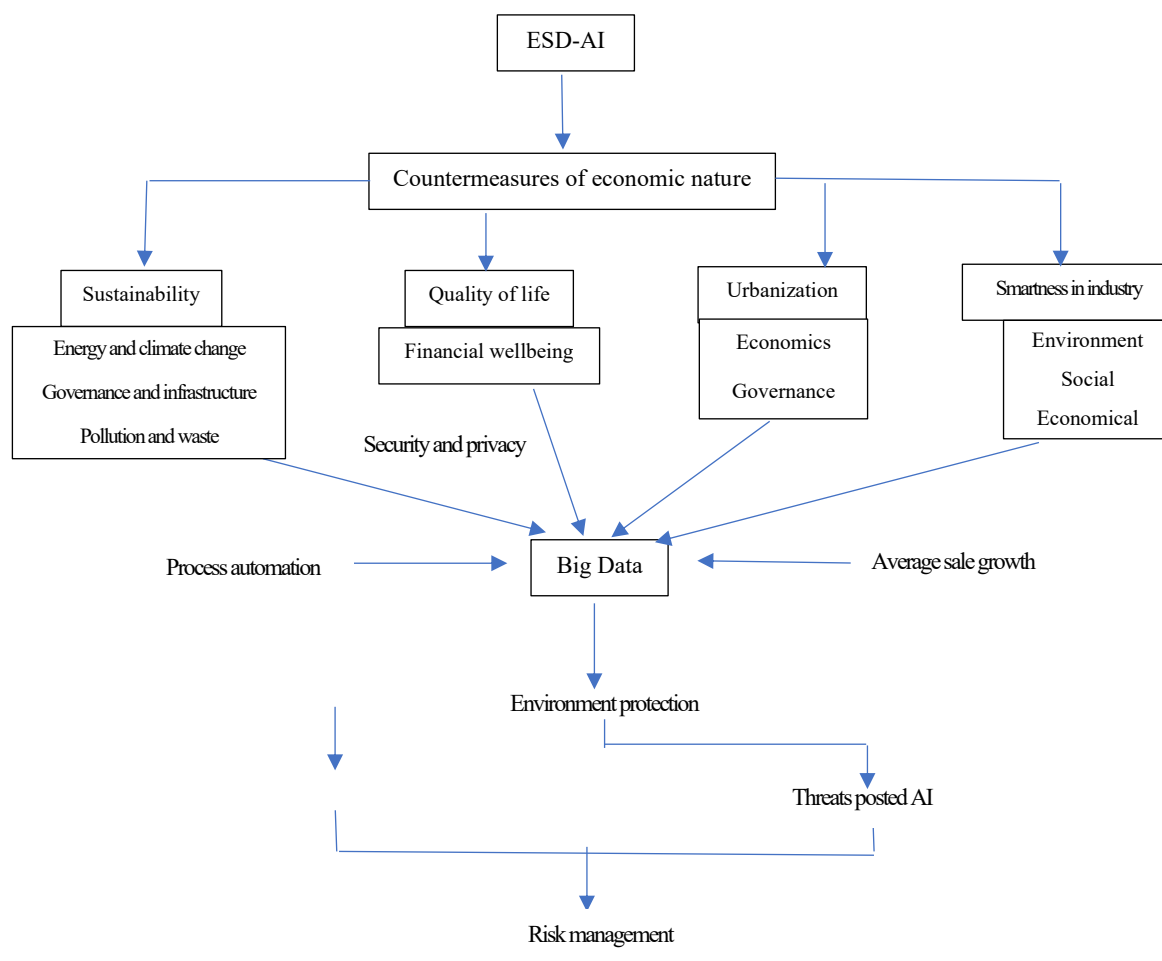 ESD-AI
Countermeasures of economic nature
Sustainability
Energy and climate change
Governance and infrastructure
Pollution and waste
Quality of life
Financial wellbeing
Security and privacy
Urbanization
Economics
Governance
Smartness in industry
Environment
Social
Economical
Process automation
Big Data
Average sale growth
Environment protection
Threats posted AI
Risk management